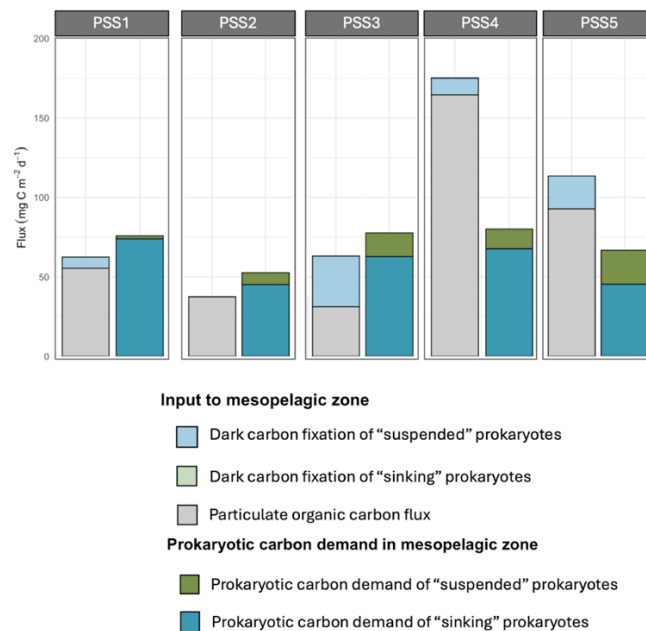 PSS1 PSS2 PSS3 PSS4 PSS5
200
150
100
50
0
Flux (mg C m⁻² d⁻¹)
Input to mesopelagic zone
Dark carbon fixation of “suspended” prokaryotes
Dark carbon fixation of “sinking” prokaryotes
Particulate organic carbon flux
Prokaryotic carbon demand in mesopelagic zone
Prokaryotic carbon demand of “suspended” prokaryotes
Prokaryotic carbon demand of “sinking” prokaryotes